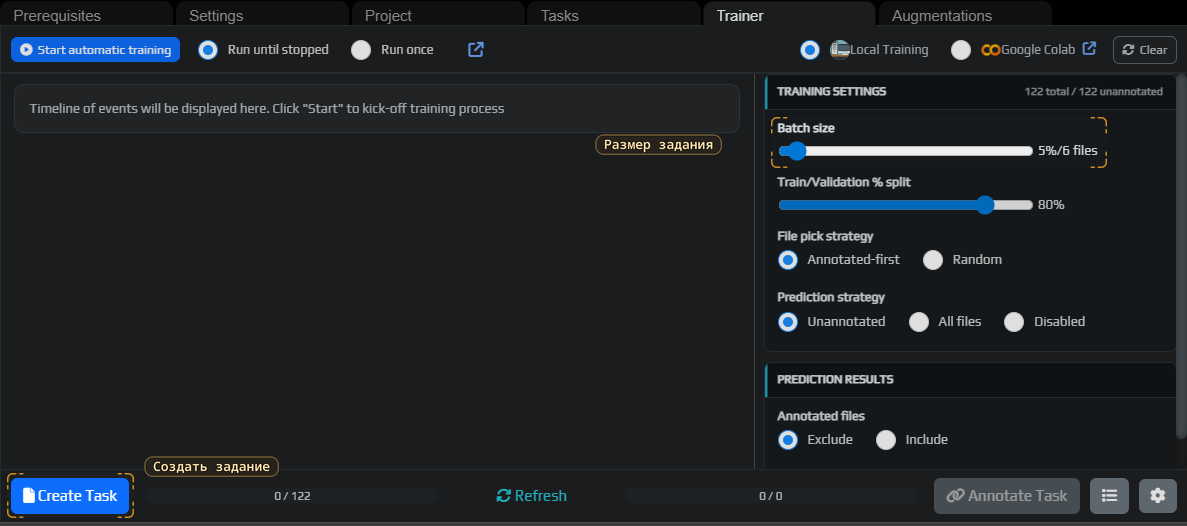 Prerequisites Settings Project Tasks Trainer Augmentations
Start automatic training Run until stopped Run once Local Training Google Colab Clear
Timeline of events will be displayed here. Click "Start" to kick-off training process
Размер задания
TRAINING SETTINGS 122 total / 122 unannotated
Batch size
5%/6 files
Train/Validation % split
80%
File pick strategy
Annotated-first Random
Prediction strategy
Unannotated All files Disabled
PREDICTION RESULTS
Annotated files
Exclude Include
Создать задание
Create Task 0 / 122 Refresh 0 / 0 Annotate Task